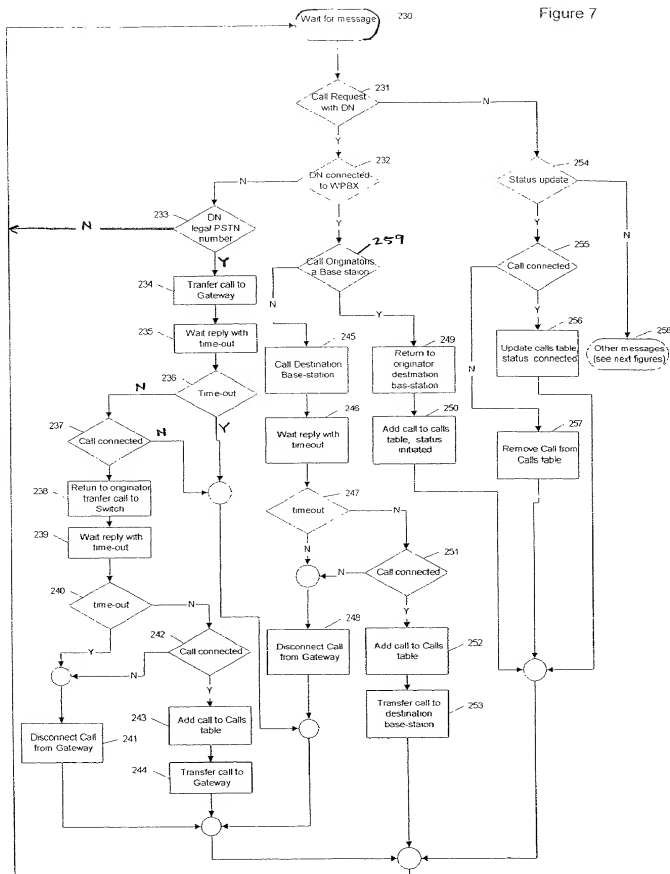 Figure 7
Wait for message
230
Call Request
with DN
231
N
Y
DN connected
to WPBX
232
N
Y
Status update
254
Y
N
DN
legal PSTN
number
233
N
Y
Call Originators
a Base staion
259
N
Y
Call connected
255
Y
N
Tranfer call to
Gateway
234
Wait reply with
time-out
235
Time-out
236
N
Y
Call connected
237
N
Return to originator
tranfer call to
Switch
238
Wait reply with
time-out
239
time-out
240
N
Y
Call connected
242
N
Y
Disconnect Call
from Gateway
241
Add call to Calls
table
243
Transfer call to
Gateway
244
Call Destination
Base-station
245
Wait reply with
timeout
246
timeout
247
N
N
Disconnect Call
from Gateway
248
Return to
originator
destination
bas-station
249
Add call to calls
table, status
initiated
250
Call connected
251
N
Y
Add call to Calls
table
252
Transfer call to
destination
base-staion
253
Update calls table,
status connected
256
Remove Call from
Calls table
257
Other messages
(see next figures)
258